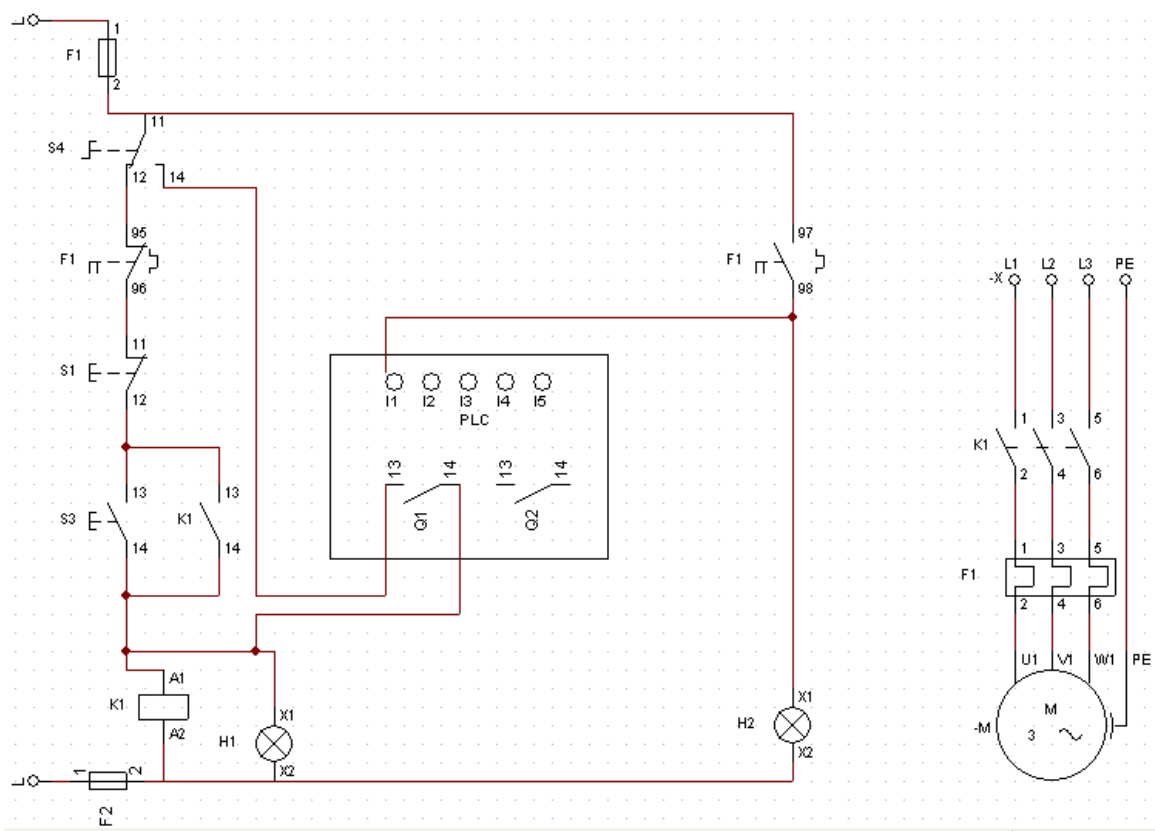 L
1
F1
2
11
S4
12 14
95 97
F1 F1
96 98
L1 L2 L3 PE
-X
11
S1
12
I1 I2 I3 I4 I5
PLC
1 3 5
K1
2 4 6
13 14 13 14
Q1 Q2
13 13
S3 K1
14 14
1 3 5
F1
2 4 6
U1 V1 W1 PE
A1
K1
A2
X1
H1
X2
X1
H2
X2
M
-M
3
L
1 2
F2